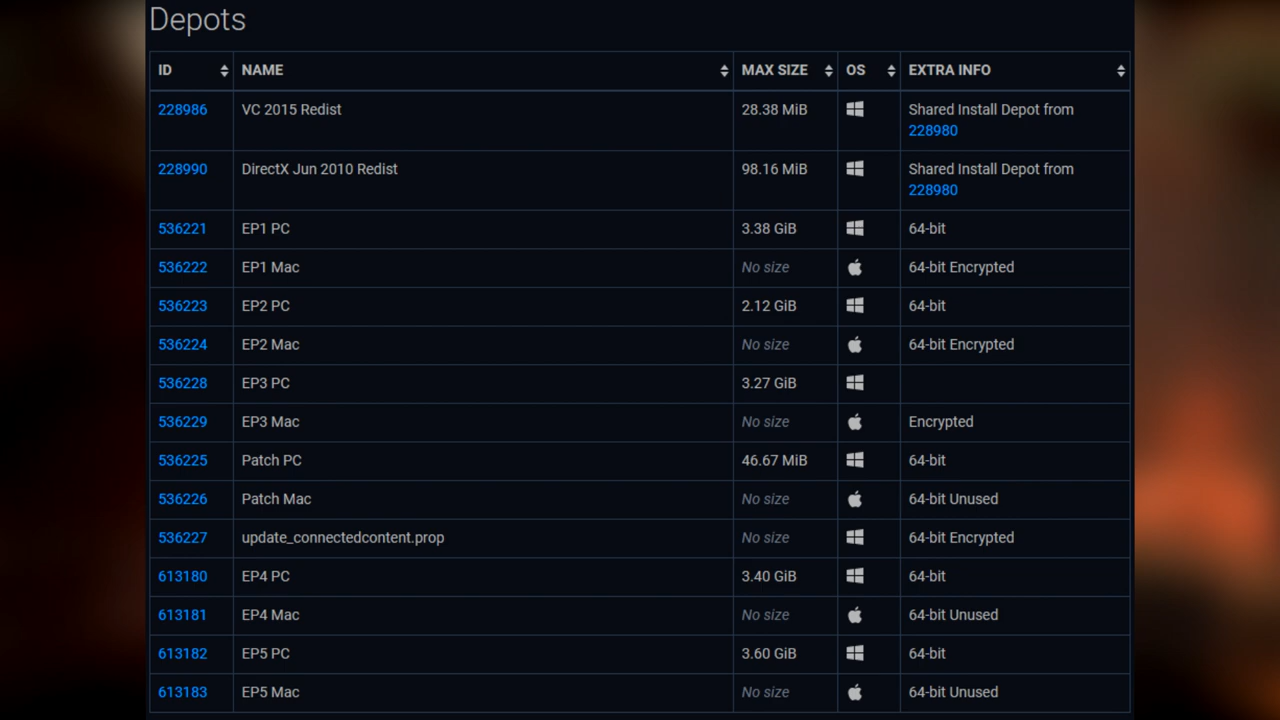 Depots
ID NAME MAX SIZE OS EXTRA INFO
228986 VC 2015 Redist 28.38 MiB Shared Install Depot from
228980
228990 DirectX Jun 2010 Redist 98.16 MiB Shared Install Depot from
228980
536221 EP1 PC 3.38 GiB 64-bit
536222 EP1 Mac No size 64-bit Encrypted
536223 EP2 PC 2.12 GiB 64-bit
536224 EP2 Mac No size 64-bit Encrypted
536228 EP3 PC 3.27 GiB
536229 EP3 Mac No size Encrypted
536225 Patch PC 46.67 MiB 64-bit
536226 Patch Mac No size 64-bit Unused
536227 update_connectedcontent.prop No size 64-bit Encrypted
613180 EP4 PC 3.40 GiB 64-bit
613181 EP4 Mac No size 64-bit Unused
613182 EP5 PC 3.60 GiB 64-bit
613183 EP5 Mac No size 64-bit Unused